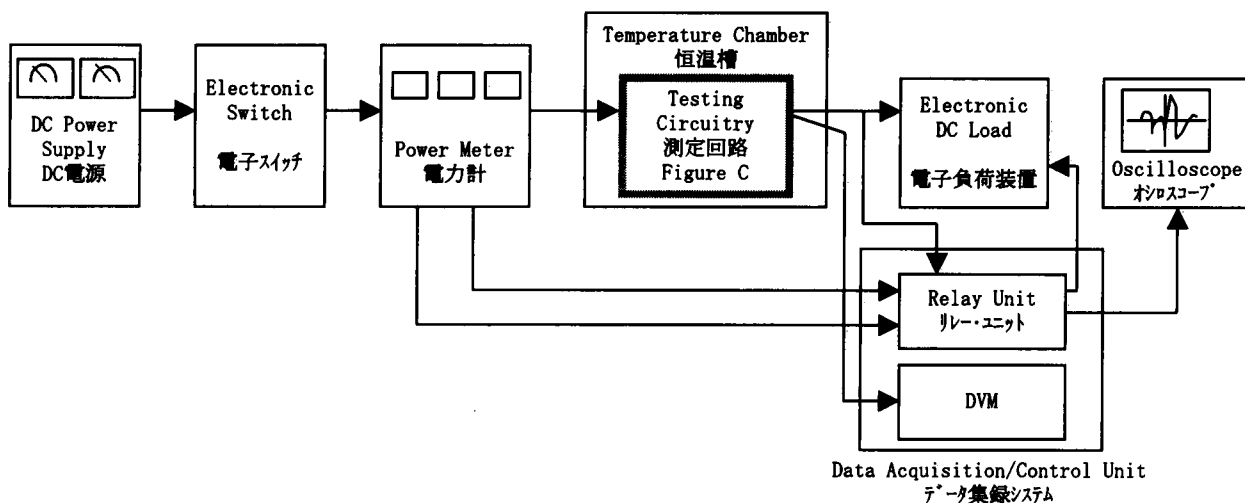 DC Power
Supply
DC電源
Electronic
Switch
電子スイッチ
Power Meter
電力計
Temperature Chamber
恒温槽
Testing
Circuitry
測定回路
Figure C
Electronic
DC Load
電子負荷装置
Oscilloscope
オシロスコープ
Relay Unit
リレー・ユニット
DVM
Data Acquisition/Control Unit
データ集録システム